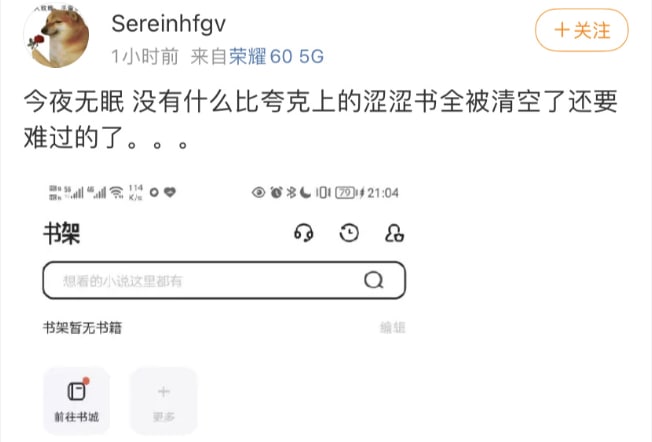 Sereinhfgv
+关注
1小时前 来自荣耀60 5G
今夜无眠 没有什么比夸克上的涩涩书全被清空了还要
难过的了。。。
114 K/s
79
21:04
书架
想看的小说这里都有
书架暂无书籍
编辑
前往书城
更多